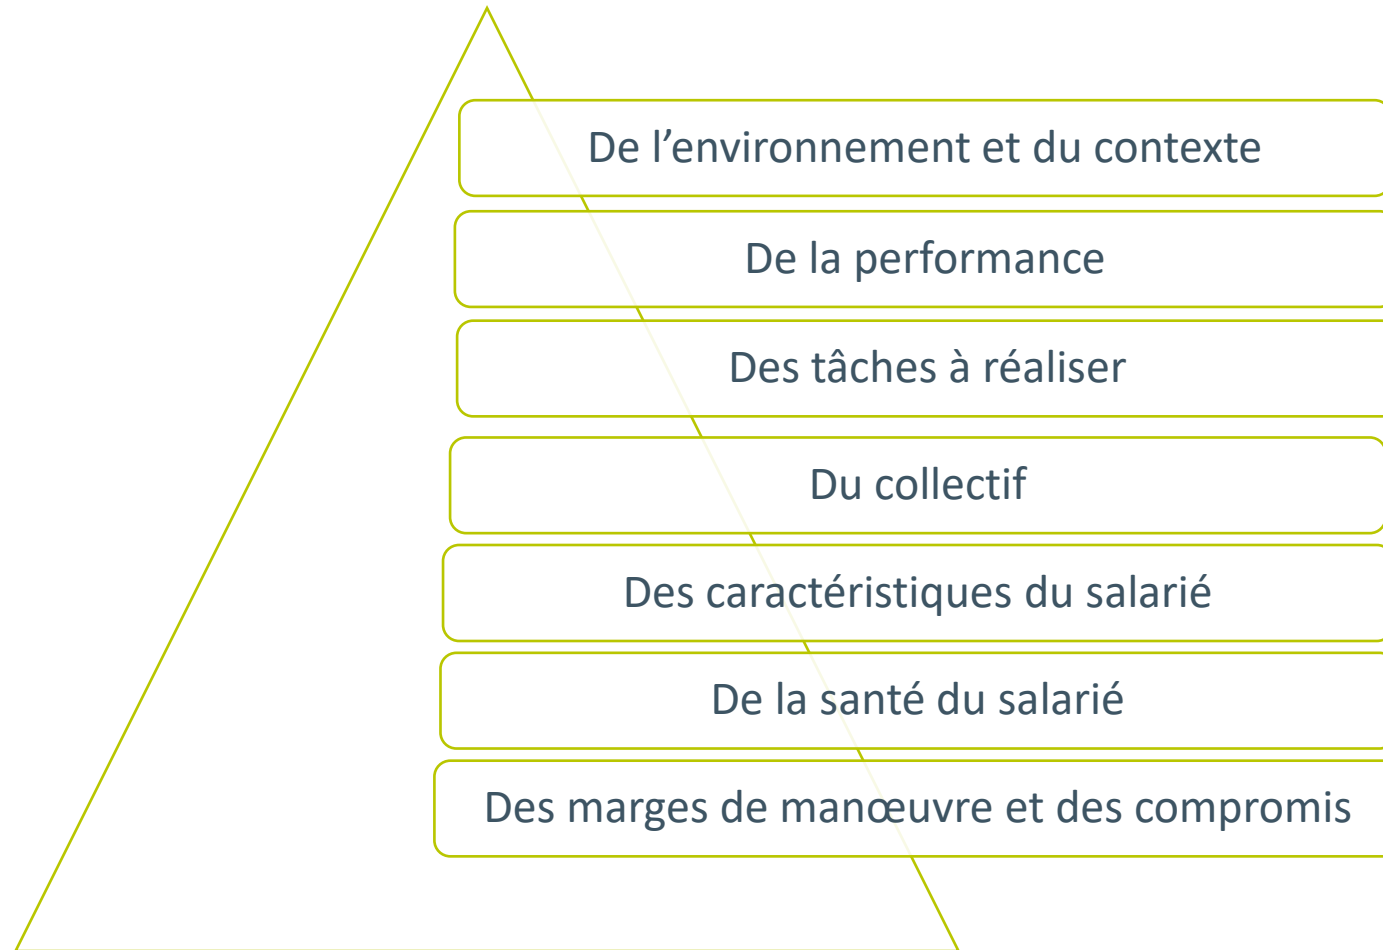 De l’environnement et du contexte
De la performance
Des tâches à réaliser
Du collectif
Des caractéristiques du salarié
De la santé du salarié
Des marges de manœuvre et des compromis